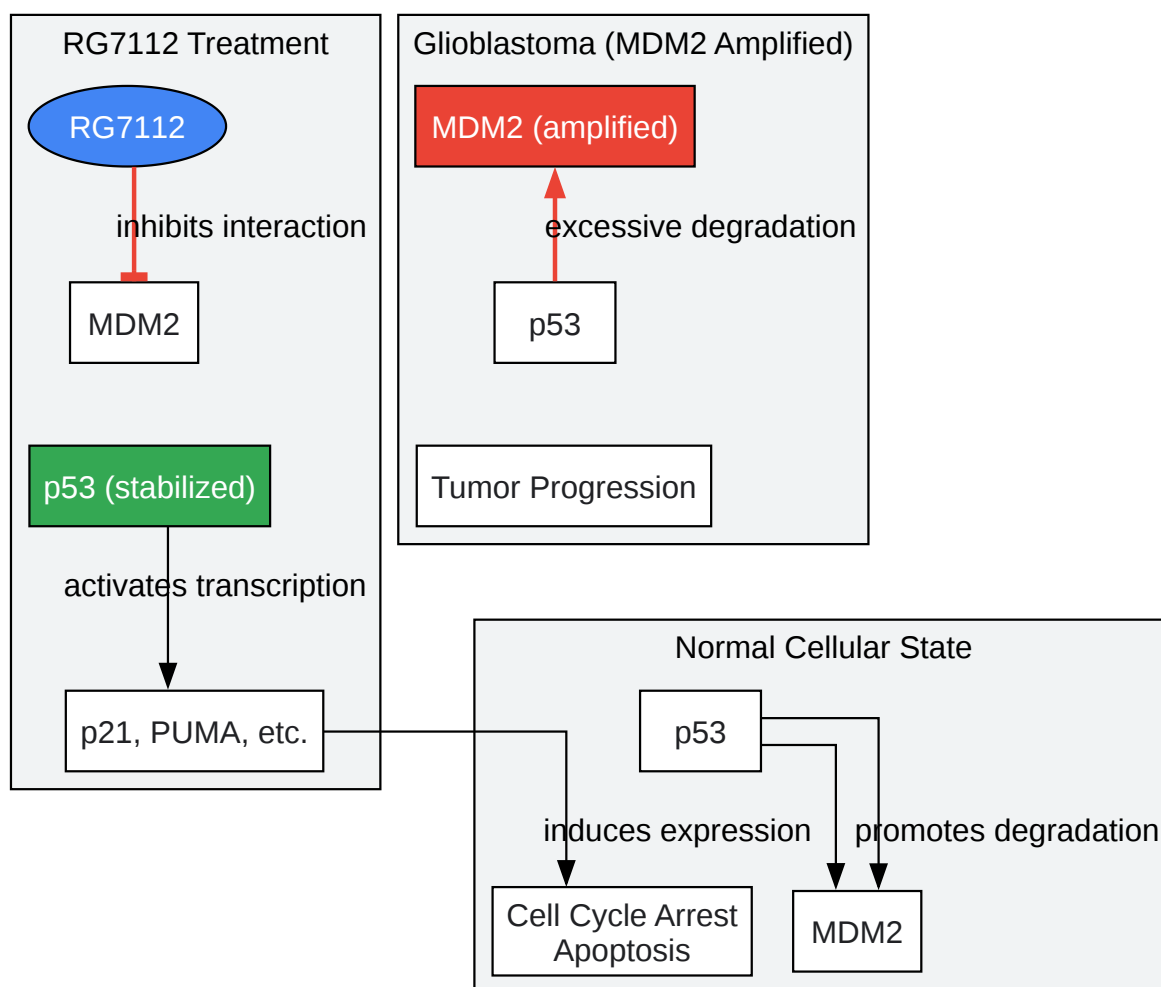 RG7112 Treatment
RG7112
inhibits interaction
MDM2
p53 (stabilized)
activates transcription
p21, PUMA, etc.
Glioblastoma (MDM2 Amplified)
MDM2 (amplified)
excessive degradation
p53
Tumor Progression
Normal Cellular State
p53
induces expression
promotes degradation
Cell Cycle Arrest
Apoptosis
MDM2